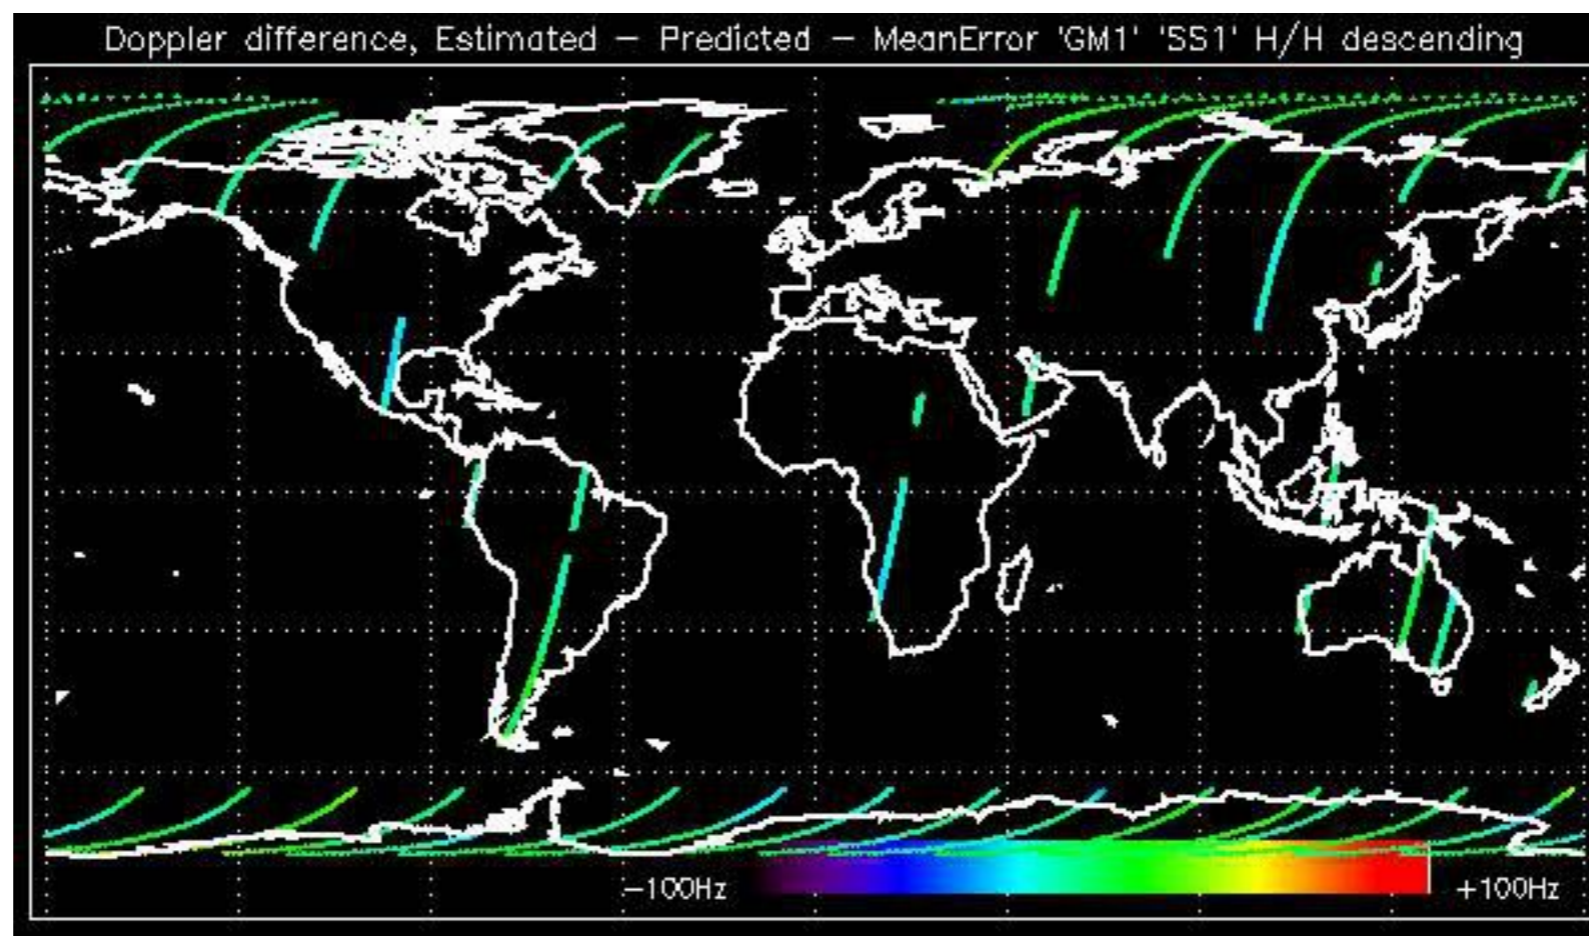 Doppler difference, Estimated – Predicted – MeanError 'GM1' 'SS1' H/H descending
-100Hz +100Hz